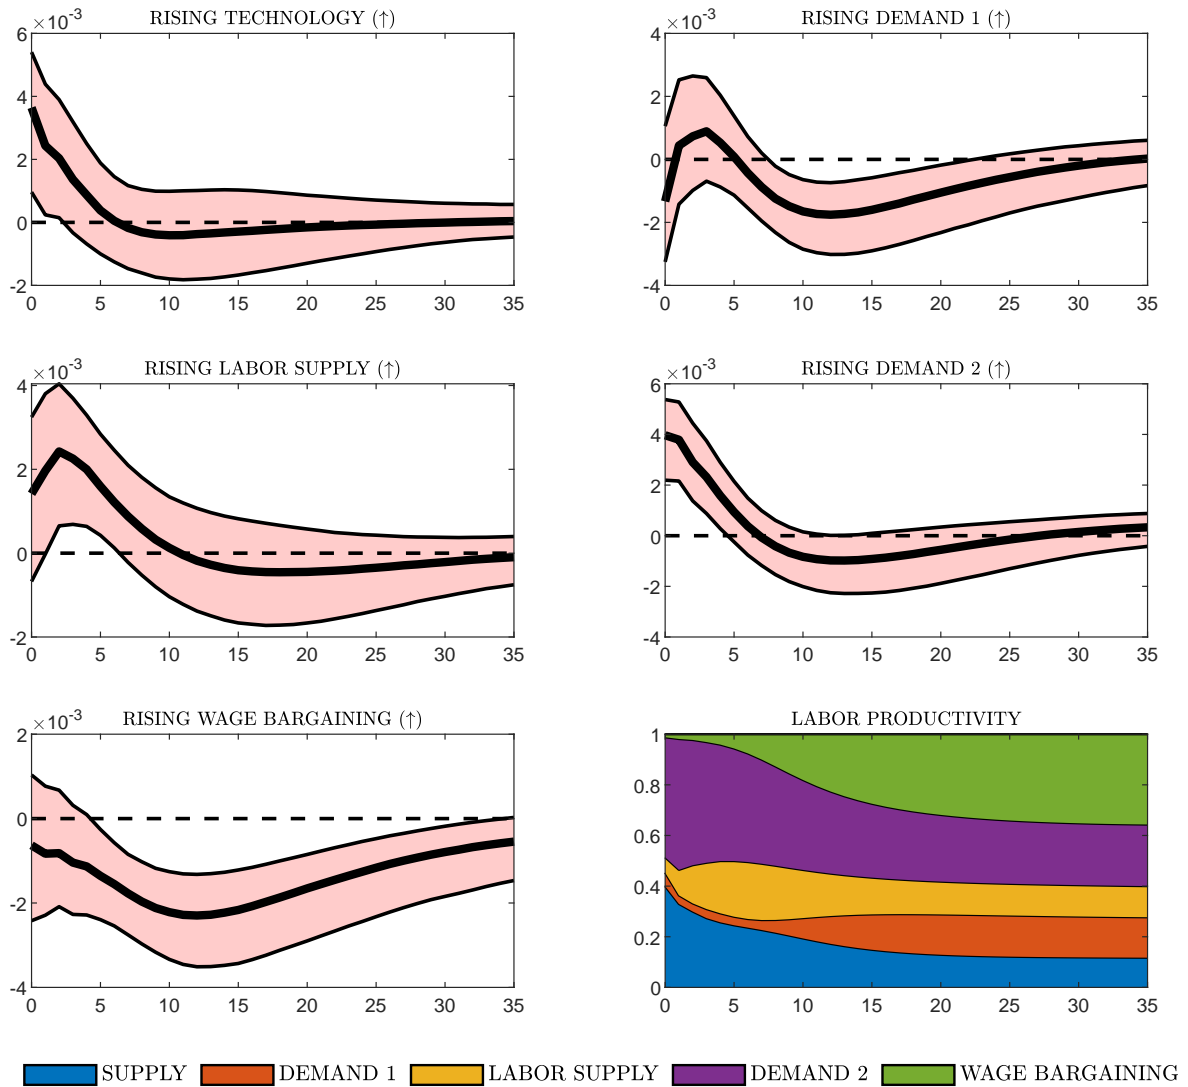 RISING TECHNOLOGY (↑)
×10-3
6
4
2
0
-2
0 5 10 15 20 25 30 35
RISING DEMAND 1 (↑)
×10-3
4
2
0
-2
-4
0 5 10 15 20 25 30 35
RISING LABOR SUPPLY (↑)
×10-3
4
2
0
-2
0 5 10 15 20 25 30 35
RISING DEMAND 2 (↑)
×10-3
6
4
2
0
-2
-4
0 5 10 15 20 25 30 35
RISING WAGE BARGAINING (↑)
×10-3
2
0
-2
-4
0 5 10 15 20 25 30 35
LABOR PRODUCTIVITY
1
0.8
0.6
0.4
0.2
0
0 5 10 15 20 25 30 35
SUPPLY DEMAND 1 LABOR SUPPLY DEMAND 2 WAGE BARGAINING